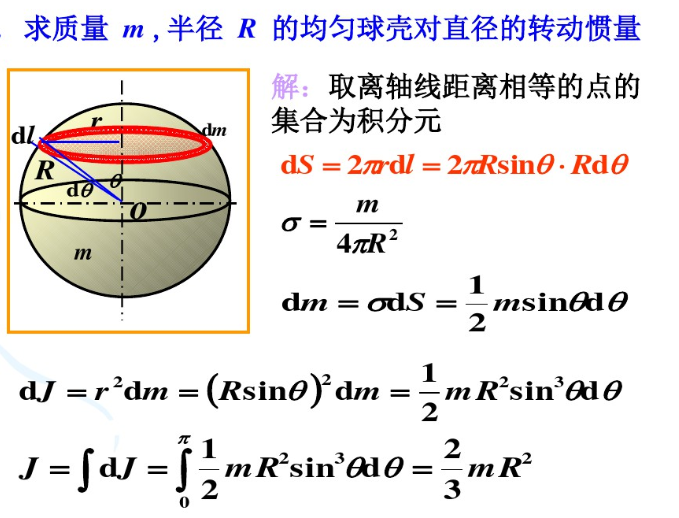 . 求质量 m , 半径 R 的均匀球壳对直径的转动惯量
解：取离轴线距离相等的点的
集合为积分元
dl r dm
R dθ θ
O
m
dS = 2πrdl = 2πRsinθ · Rdθ
σ = m / 4πR²
dm = σdS = 1/2 msinθdθ
dJ = r²dm = (Rsinθ)²dm = 1/2 mR²sin³θdθ
J = ∫dJ = ∫₀^π 1/2 mR²sin³θdθ = 2/3 mR²